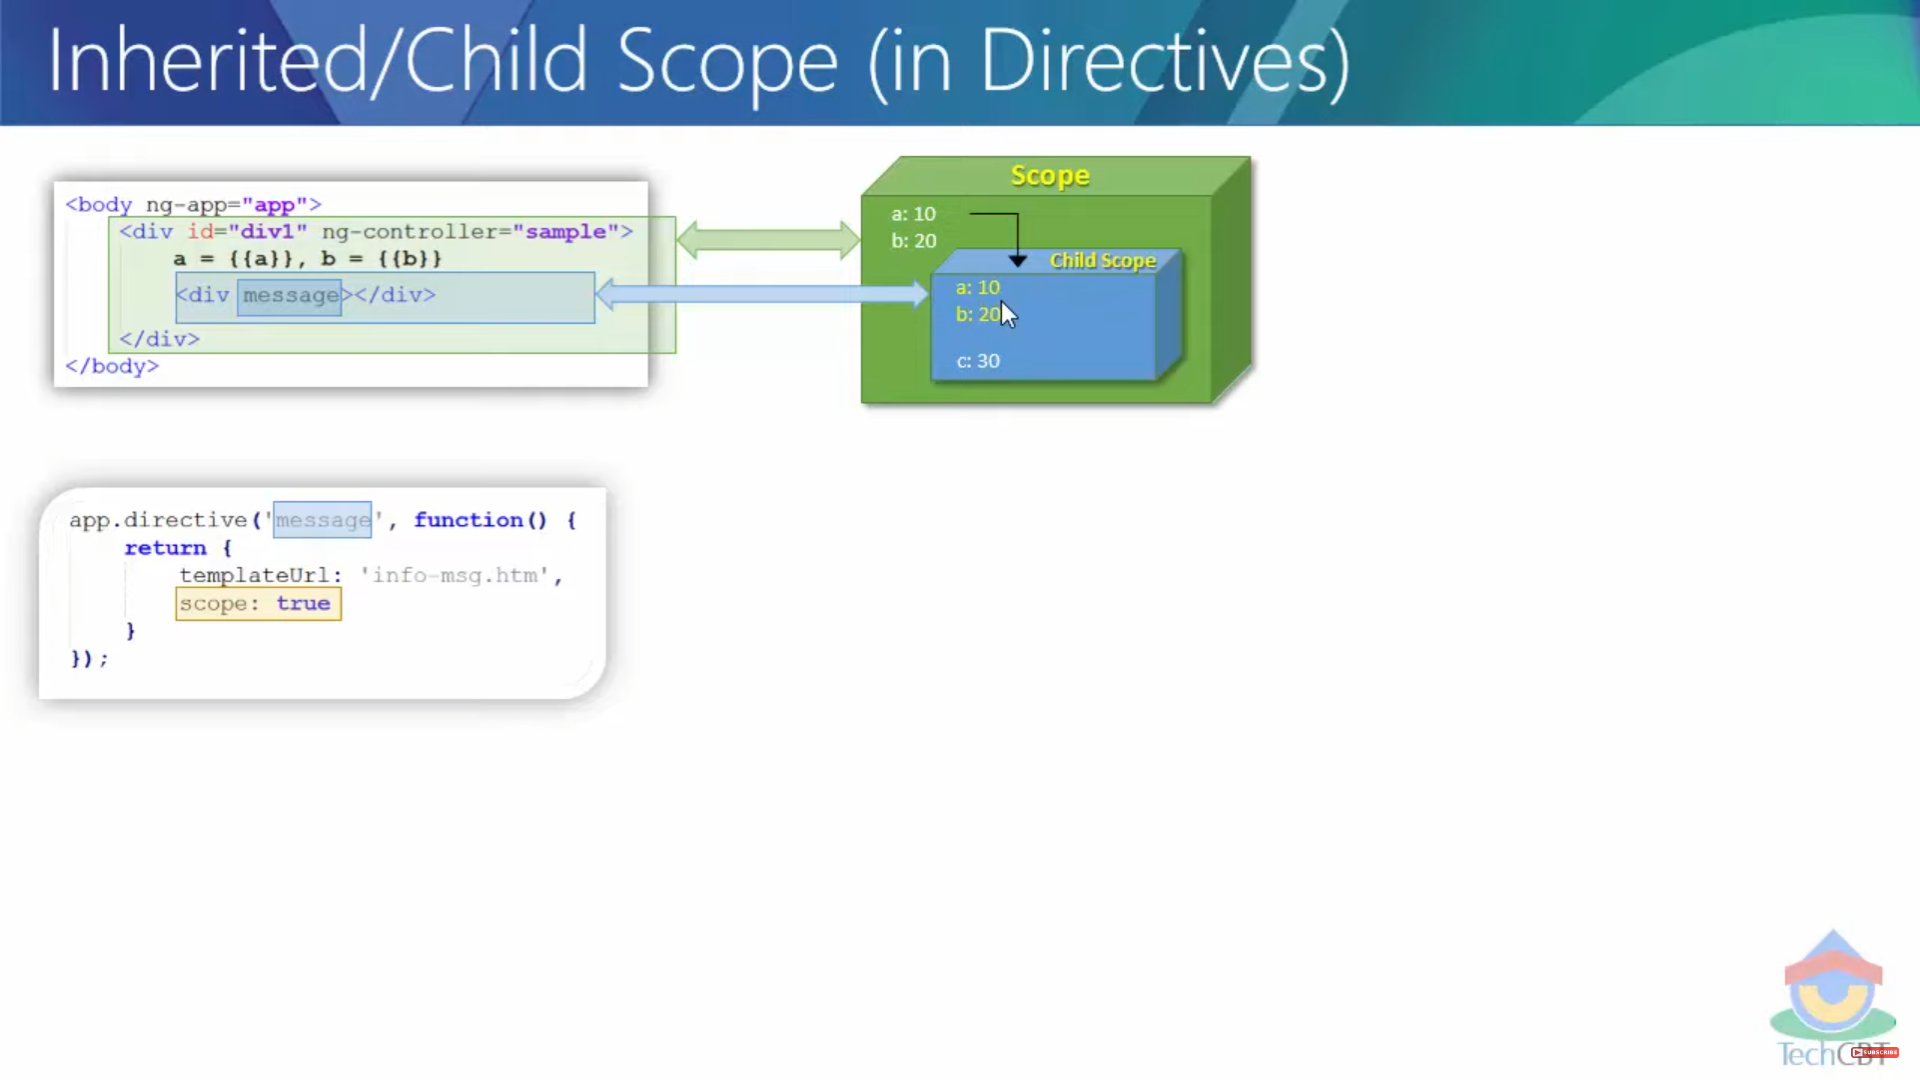 Inherited/Child Scope (in Directives)
<body ng-app="app">
<div id="div1" ng-controller="sample">
a = {{a}}, b = {{b}}
<div message></div>
</div>
</body>
Scope
a: 10
b: 20
Child Scope
a: 10
b: 20
c: 30
app.directive('message', function() {
return {
templateUrl: 'info-msg.htm',
scope: true
}
});
TechCBT
SUBSCRIBE